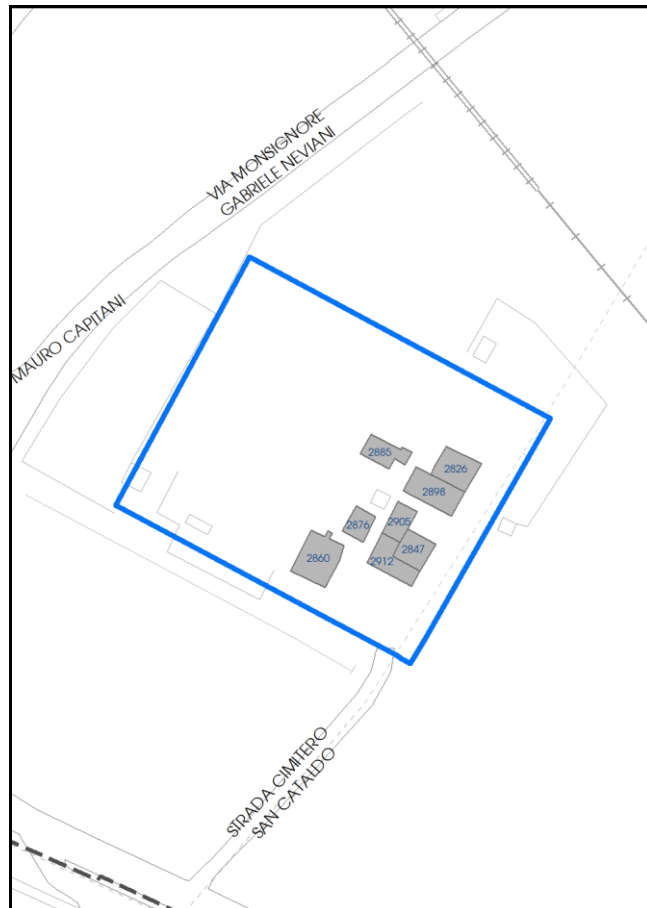 VIA MONSIGNORE
GABRIELE NEVIANI
MAURO CAPITANI
2885
2826
2898
2905
2876
2847
2860
2912
STRADA CIMITERO
SAN CATALDO